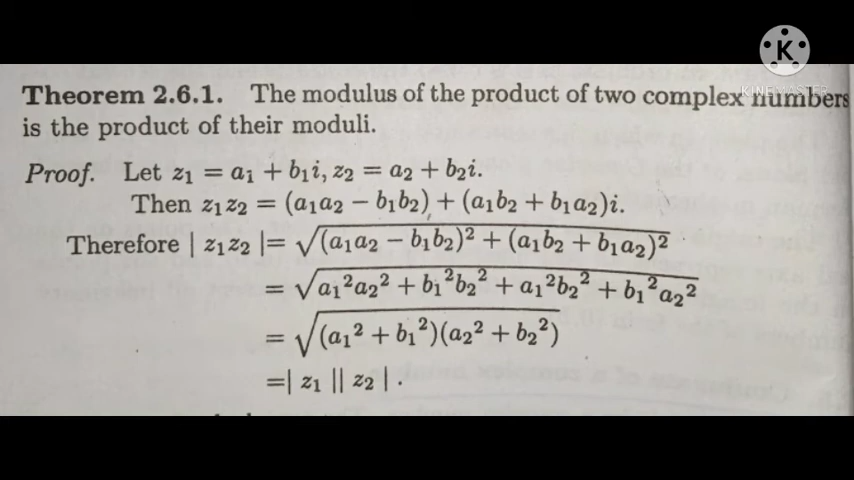 K
KINEMASTER
Theorem 2.6.1. The modulus of the product of two complex numbers
is the product of their moduli.
Proof. Let z₁ = a₁ + b₁i, z₂ = a₂ + b₂i.
Then z₁z₂ = (a₁a₂ − b₁b₂) + (a₁b₂ + b₁a₂)i.
Therefore | z₁z₂ |= √(a₁a₂ − b₁b₂)² + (a₁b₂ + b₁a₂)²
= √a₁²a₂² + b₁²b₂² + a₁²b₂² + b₁²a₂²
= √(a₁² + b₁²)(a₂² + b₂²)
=| z₁ || z₂ | .